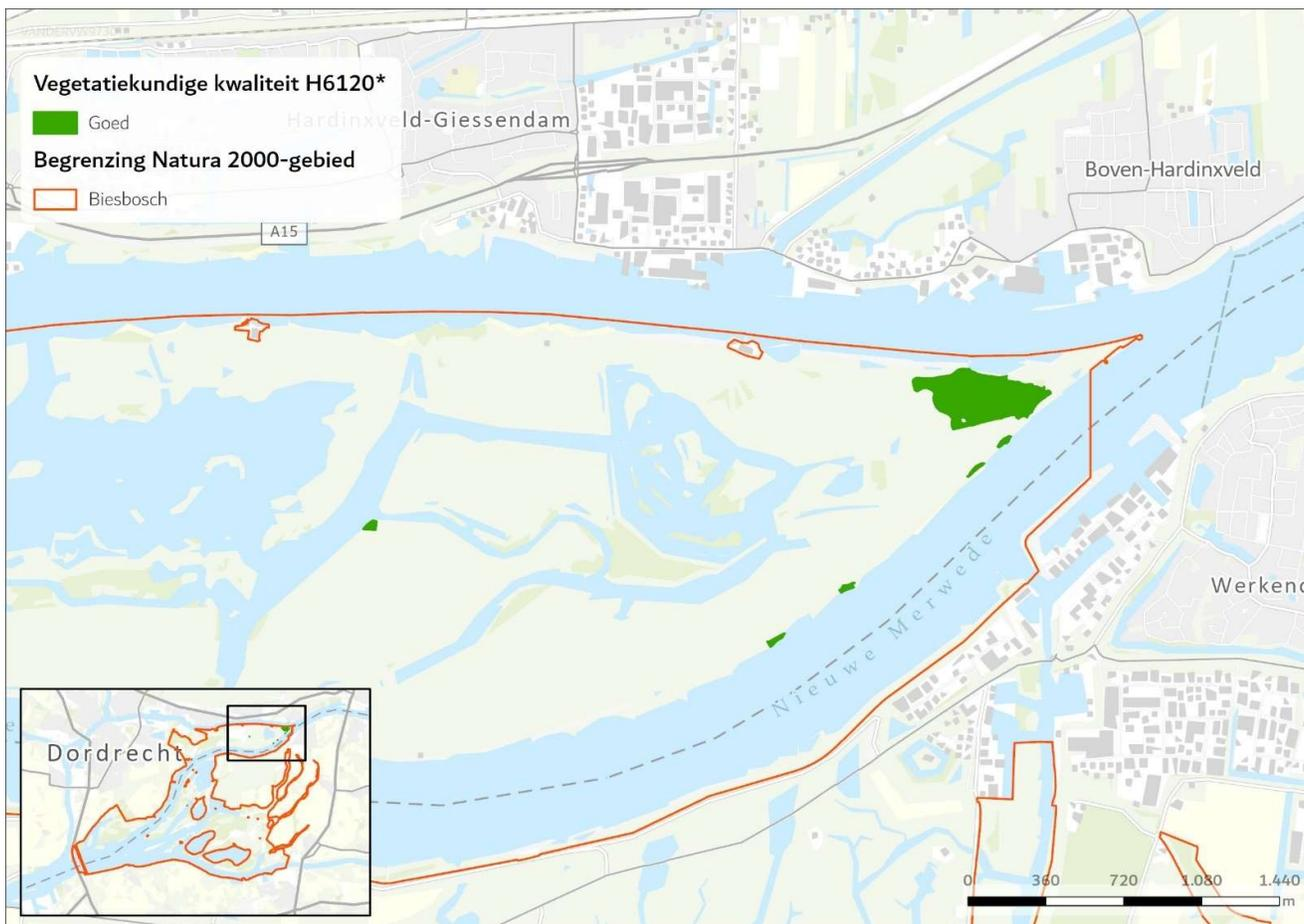 Vegetatiekundige kwaliteit H6120*
Goed
Hardinxveld-Giessendam
Begrenzing Natura 2000-gebied
Boven-Hardinxveld
Biesbosch
A15
Nieuwe Merwede
Werkend
Dordrecht
0 360 720 1.080 1.440
m